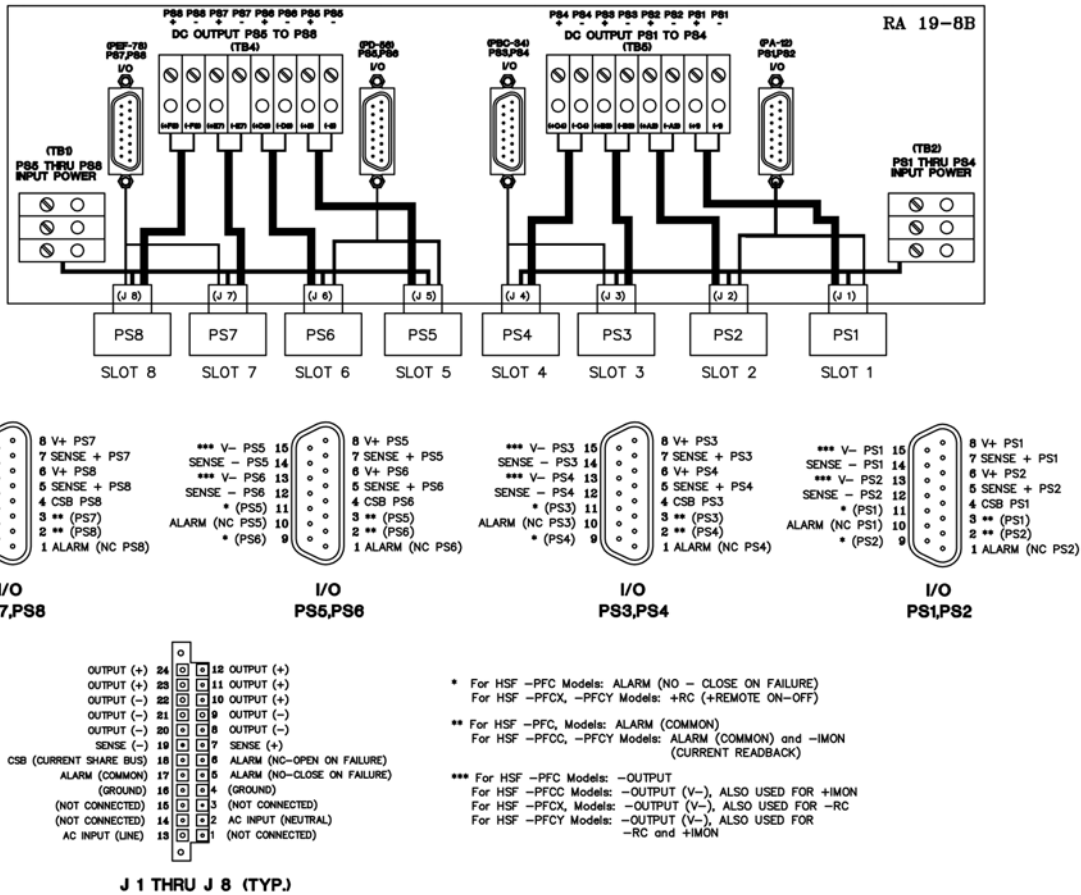 PS8 PS8 PS7 PS7 PS6 PS6 PS5 PS5
+ - + - + - + -
DC OUTPUT PS5 TO PS8
(TB4)
PS4 PS4 PS3 PS3 PS2 PS2 PS1 PS1
+ - + - + - + -
DC OUTPUT PS1 TO PS4
(TB5)
RA 19-8B
(PEF-78)
PS7,PS8
I/O
(PD-56)
PS5,PS6
I/O
(PBC-34)
PS3,PS4
I/O
(PA-12)
PS1,PS2
I/O
(TB1)
PS5 THRU PS8
INPUT POWER
(TB2)
PS1 THRU PS4
INPUT POWER
(J 8) (J 7) (J 6) (J 5) (J 4) (J 3) (J 2) (J 1)
PS8 PS7 PS6 PS5 PS4 PS3 PS2 PS1
SLOT 8 SLOT 7 SLOT 6 SLOT 5 SLOT 4 SLOT 3 SLOT 2 SLOT 1
8 V+ PS7
7 SENSE + PS7
6 V+ PS8
5 SENSE + PS8
4 CSB PS8
3 ** (PS7)
2 ** (PS8)
1 ALARM (NC PS8)
I/O
7,PS8
*** V- PS5 15
SENSE - PS5 14
*** V- PS6 13
SENSE - PS6 12
* (PS5) 11
ALARM (NC PS5) 10
* (PS6) 9
8 V+ PS5
7 SENSE + PS5
6 V+ PS6
5 SENSE + PS6
4 CSB PS6
3 ** (PS5)
2 ** (PS6)
1 ALARM (NC PS6)
I/O
PS5,PS6
*** V- PS3 15
SENSE - PS3 14
*** V- PS4 13
SENSE - PS4 12
* (PS3) 11
ALARM (NC PS3) 10
* (PS4) 9
8 V+ PS3
7 SENSE + PS3
6 V+ PS4
5 SENSE + PS4
4 CSB PS3
3 ** (PS3)
2 ** (PS4)
1 ALARM (NC PS4)
I/O
PS3,PS4
*** V- PS1 15
SENSE - PS1 14
*** V- PS2 13
SENSE - PS2 12
* (PS1) 11
ALARM (NC PS1) 10
* (PS2) 9
8 V+ PS1
7 SENSE + PS1
6 V+ PS2
5 SENSE + PS2
4 CSB PS1
3 ** (PS1)
2 ** (PS2)
1 ALARM (NC PS2)
I/O
PS1,PS2
OUTPUT (+) 24 12 OUTPUT (+)
OUTPUT (+) 23 11 OUTPUT (+)
OUTPUT (-) 22 10 OUTPUT (+)
OUTPUT (-) 21 9 OUTPUT (-)
OUTPUT (-) 20 8 OUTPUT (-)
SENSE (-) 19 7 SENSE (+)
CSB (CURRENT SHARE BUS) 18 6 ALARM (NC-OPEN ON FAILURE)
ALARM (COMMON) 17 5 ALARM (NO-CLOSE ON FAILURE)
(GROUND) 16 4 (GROUND)
(NOT CONNECTED) 15 3 (NOT CONNECTED)
(NOT CONNECTED) 14 2 AC INPUT (NEUTRAL)
AC INPUT (LINE) 13 1 (NOT CONNECTED)
J 1 THRU J 8 (TYP.)
* For HSF -PFC Models: ALARM (NO - CLOSE ON FAILURE)
For HSF -PFCX, -PFCY Models: +RC (+REMOTE ON-OFF)
** For HSF -PFC, Models: ALARM (COMMON)
For HSF -PFCC, -PFCY Models: ALARM (COMMON) and -IMON
(CURRENT READBACK)
*** For HSF -PFC Models: -OUTPUT
For HSF -PFCC Models: -OUTPUT (V-), ALSO USED FOR +IMON
For HSF -PFCX, Models: -OUTPUT (V-), ALSO USED FOR -RC
For HSF -PFCY Models: -OUTPUT (V-), ALSO USED FOR
-RC and +IMON